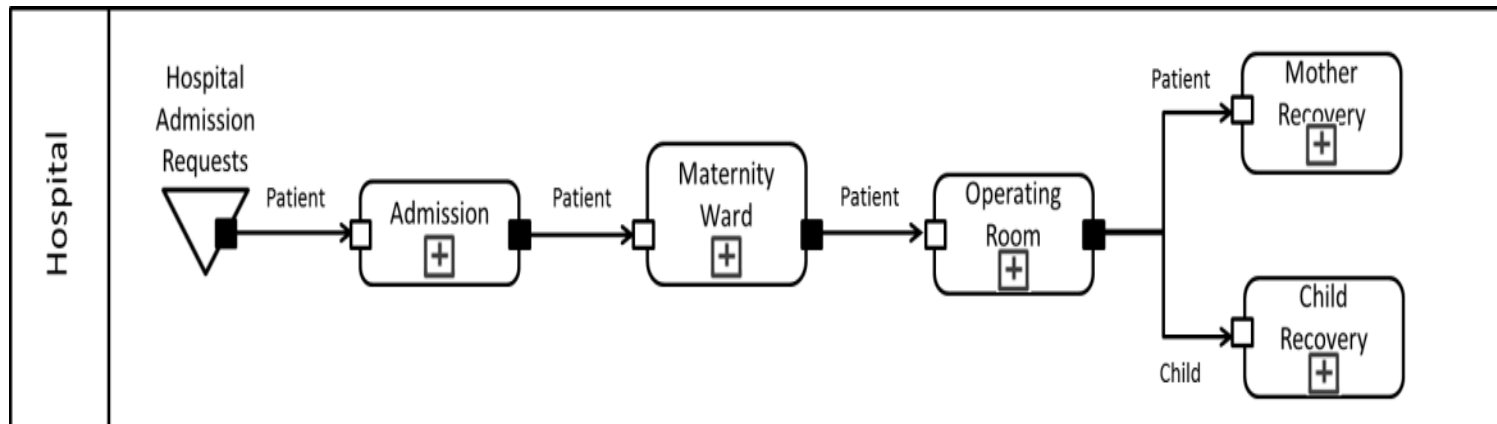 Hospital
Hospital
Admission
Requests
Patient
Admission
Patient
Maternity
Ward
Patient
Operating
Room
Patient
Mother
Recovery
Child
Child
Recovery